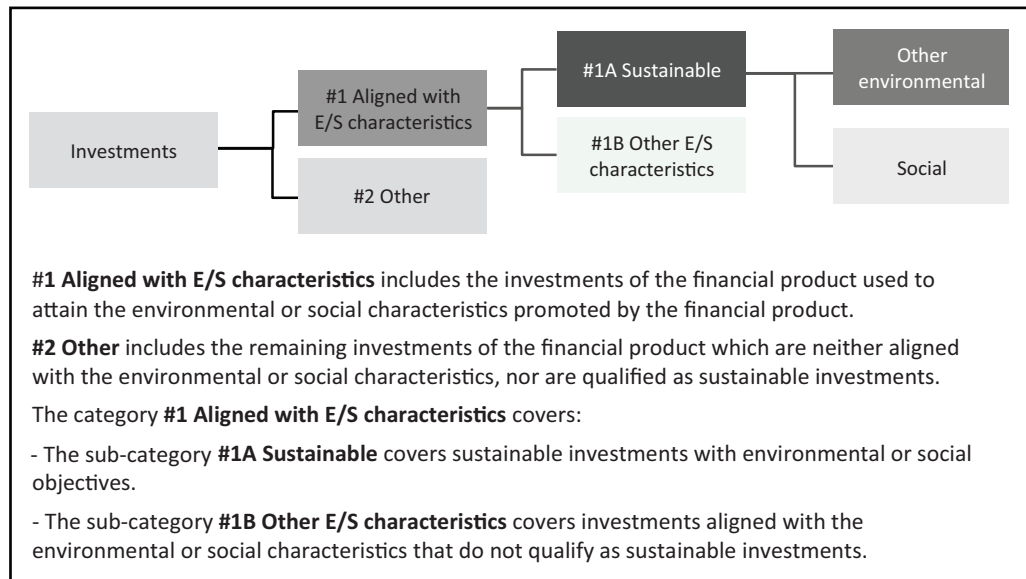 Investments
#1 Aligned with
E/S characteristics
#2 Other
#1A Sustainable
#1B Other E/S
characteristics
Other
environmental
Social
#1 Aligned with E/S characteristics includes the investments of the financial product used to
attain the environmental or social characteristics promoted by the financial product.
#2 Other includes the remaining investments of the financial product which are neither aligned
with the environmental or social characteristics, nor are qualified as sustainable investments.
The category #1 Aligned with E/S characteristics covers:
- The sub-category #1A Sustainable covers sustainable investments with environmental or social
objectives.
- The sub-category #1B Other E/S characteristics covers investments aligned with the
environmental or social characteristics that do not qualify as sustainable investments.